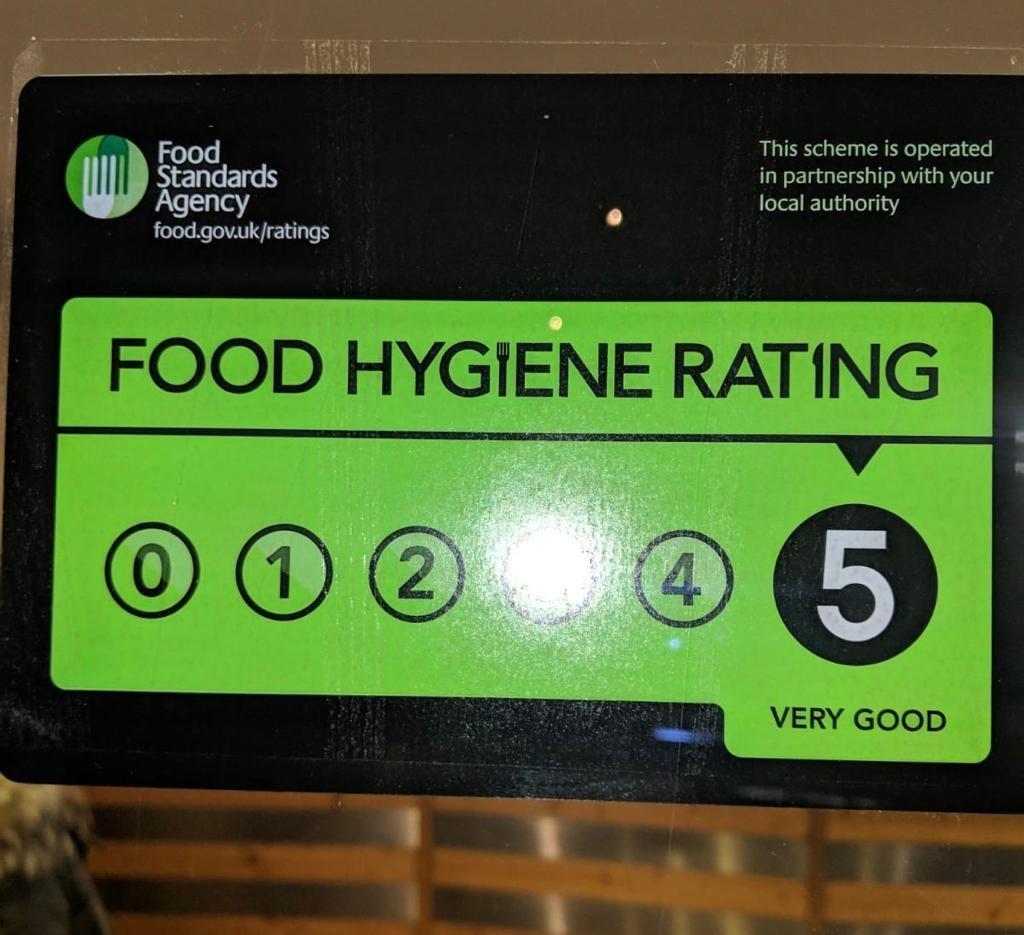 Food
Standards
Agency
food.gov.uk/ratings
This scheme is operated
in partnership with your
local authority
FOOD HYGIENE RATING
0 1 2 4 5
VERY GOOD